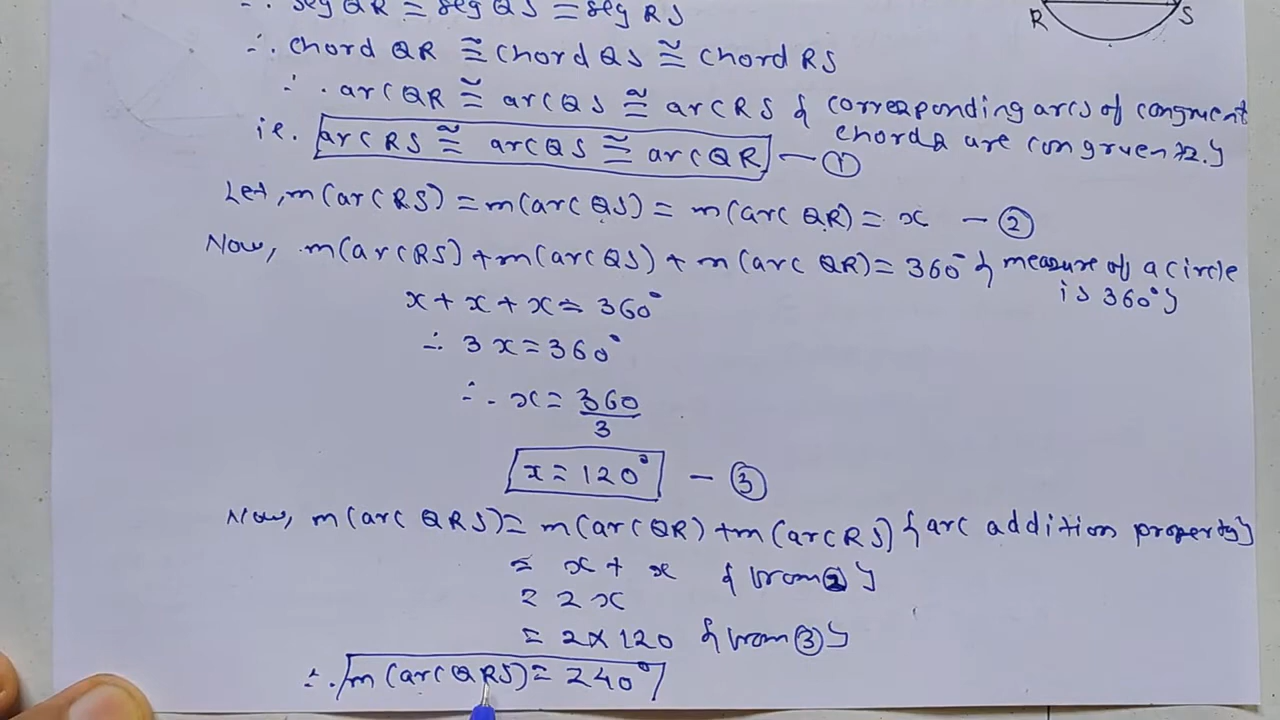 ∴ seg QR ≅ seg QS ≅ seg RS
R S
∴ chord QR ≅ chord QS ≅ chord RS
∴ arc QR ≅ arc QS ≅ arc RS { corresponding arcs of congruent
chords are congruent. }
i.e. arc RS ≅ arc QS ≅ arc QR — ①
Let, m(arc RS) = m(arc QS) = m(arc QR) = x — ②
Now, m(arc RS) + m(arc QS) + m(arc QR) = 360° { measure of a circle
is 360° }
x + x + x = 360°
∴ 3x = 360°
∴ x = 360/3
x = 120° — ③
Now, m(arc QRS) = m(arc QR) + m(arc RS) { arc addition property }
= x + x { from ② }
= 2x
= 2 × 120 { from ③ }
∴ m(arc QRS) = 240°